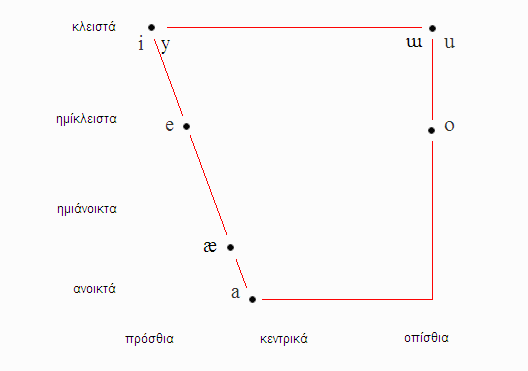 κλειστά
i y ɯ u
ημίκλειστα
e o
ημιάνοικτα
æ
ανοικτά
a
πρόσθια κεντρικά οπίσθια